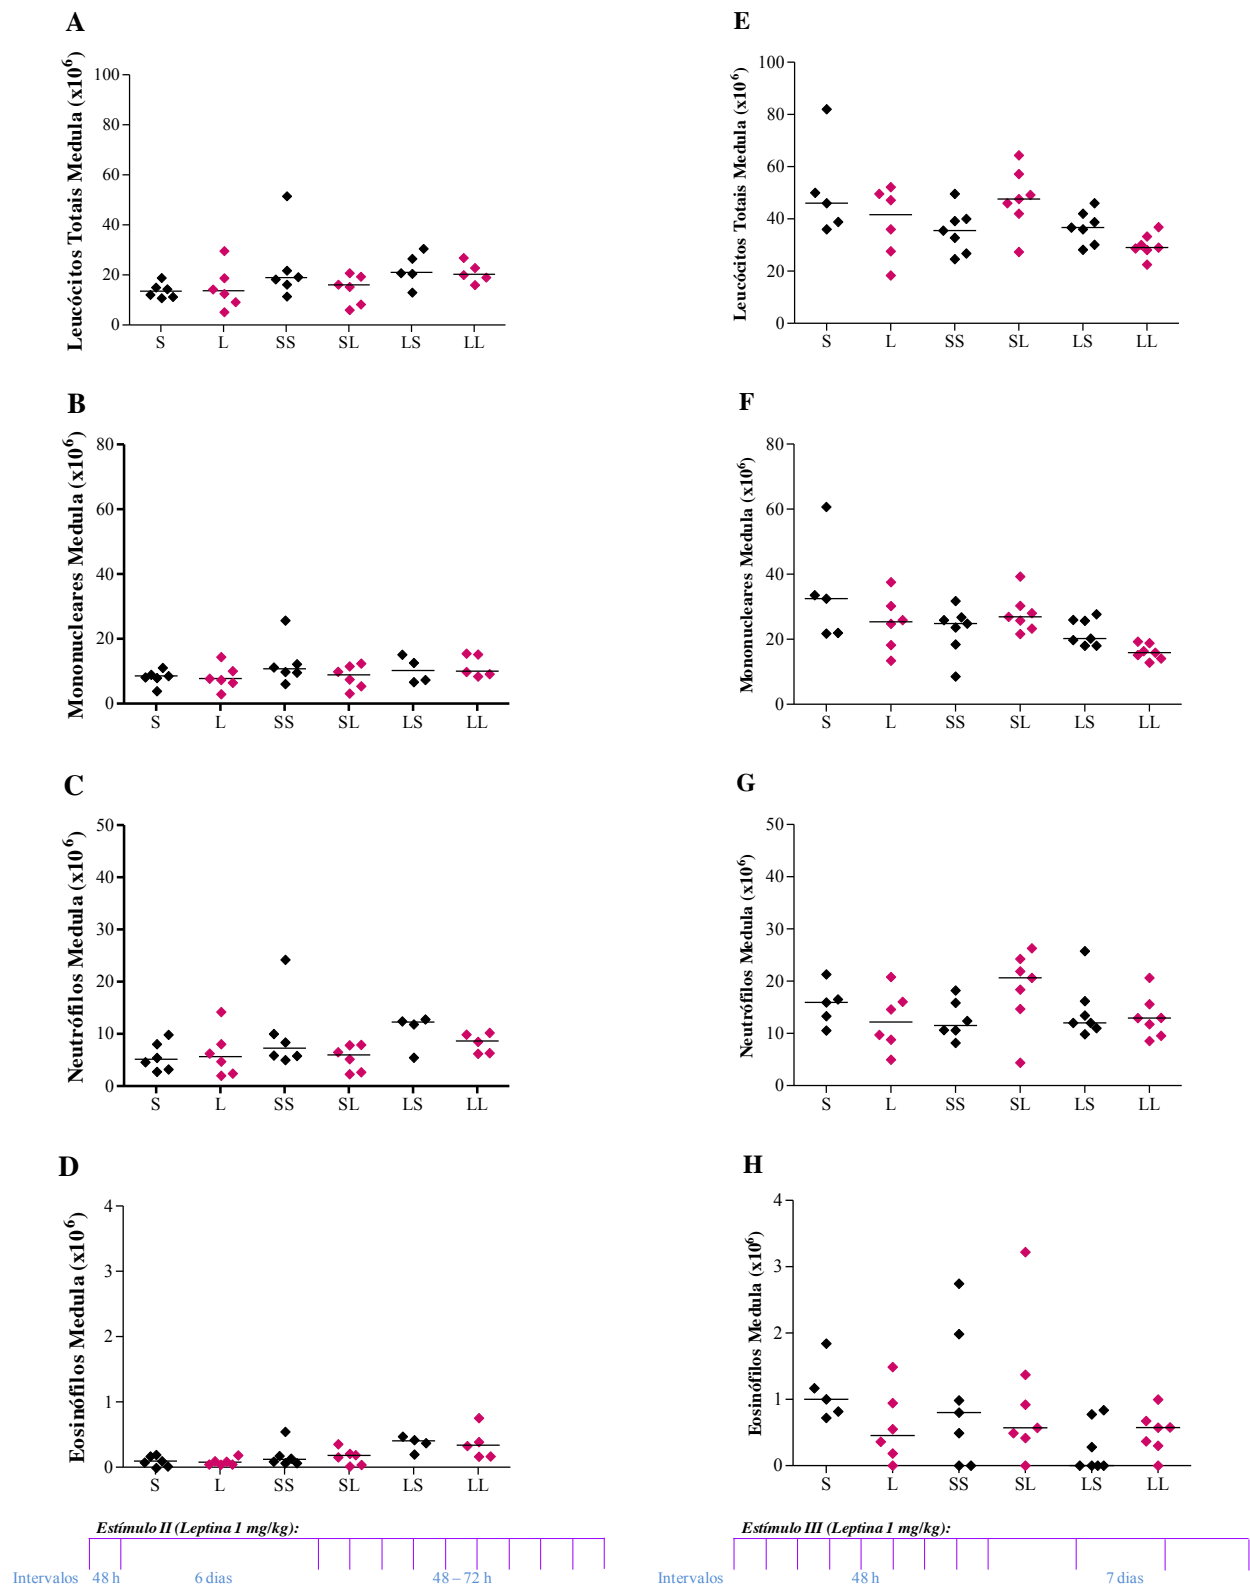 A
Leucócitos Totais Medula (x10⁶)
100
80
60
40
20
0
S L SS SL LS LL
E
Leucócitos Totais Medula (x10⁶)
100
80
60
40
20
0
S L SS SL LS LL
B
Mononucleares Medula (x10⁶)
80
60
40
20
0
S L SS SL LS LL
F
Mononucleares Medula (x10⁶)
80
60
40
20
0
S L SS SL LS LL
C
Neutrófilos Medula (x10⁶)
50
40
30
20
10
0
S L SS SL LS LL
G
Neutrófilos Medula (x10⁶)
50
40
30
20
10
0
S L SS SL LS LL
D
Eosinófilos Medula (x10⁶)
4
3
2
1
0
S L SS SL LS LL
H
Eosinófilos Medula (x10⁶)
4
3
2
1
0
S L SS SL LS LL
Estímulo II (Leptina 1 mg/kg):
Intervalos 48 h 6 dias 48 – 72 h
Estímulo III (Leptina 1 mg/kg):
Intervalos 48 h 7 dias